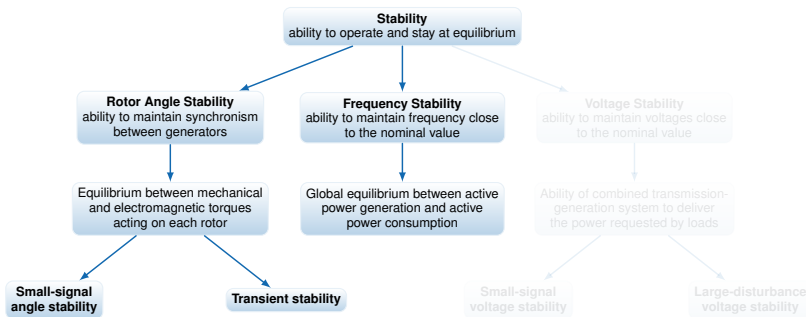 Stability
ability to operate and stay at equilibrium
Rotor Angle Stability
ability to maintain synchronism
between generators
Frequency Stability
ability to maintain frequency close
to the nominal value
Voltage Stability
ability to maintain voltages close
to the nominal value
Equilibrium between mechanical
and electromagnetic torques
acting on each rotor
Global equilibrium between active
power generation and active
power consumption
Ability of combined transmission-
generation system to deliver
the power requested by loads
Small-signal
angle stability
Transient stability
Small-signal
voltage stability
Large-disturbance
voltage stability